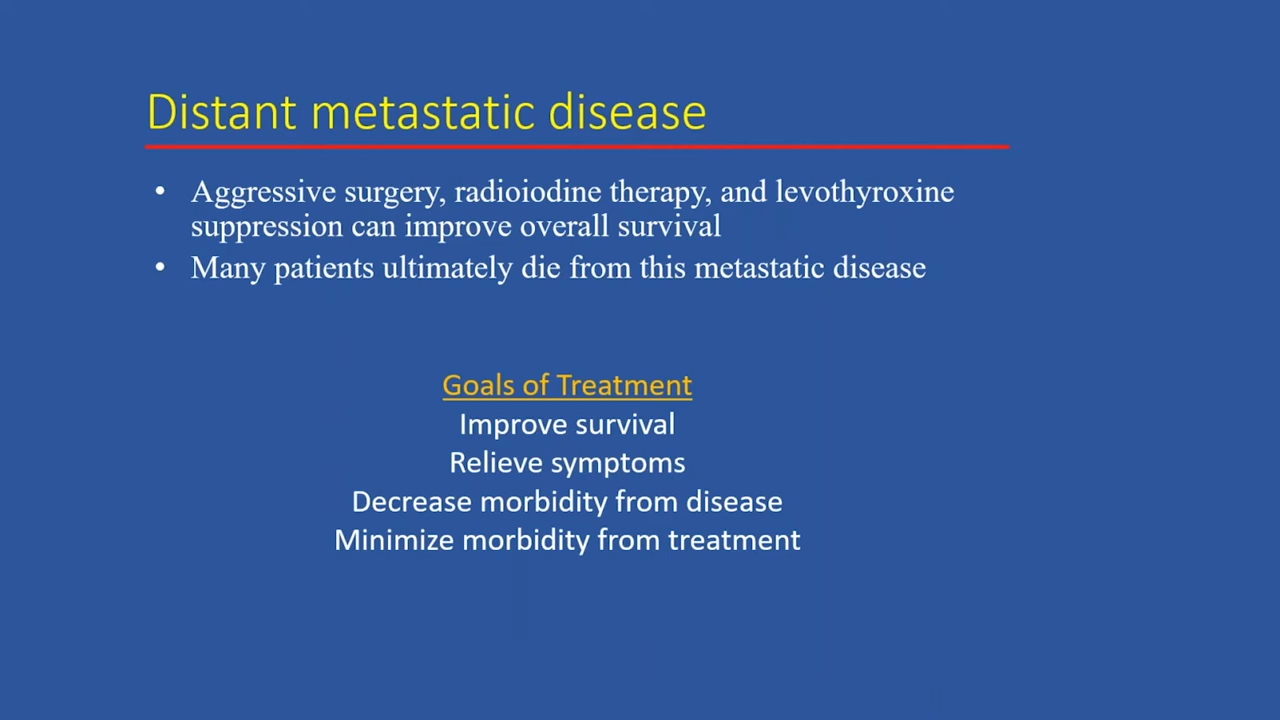 Distant metastatic disease
• Aggressive surgery, radioiodine therapy, and levothyroxine
suppression can improve overall survival
• Many patients ultimately die from this metastatic disease
Goals of Treatment
Improve survival
Relieve symptoms
Decrease morbidity from disease
Minimize morbidity from treatment